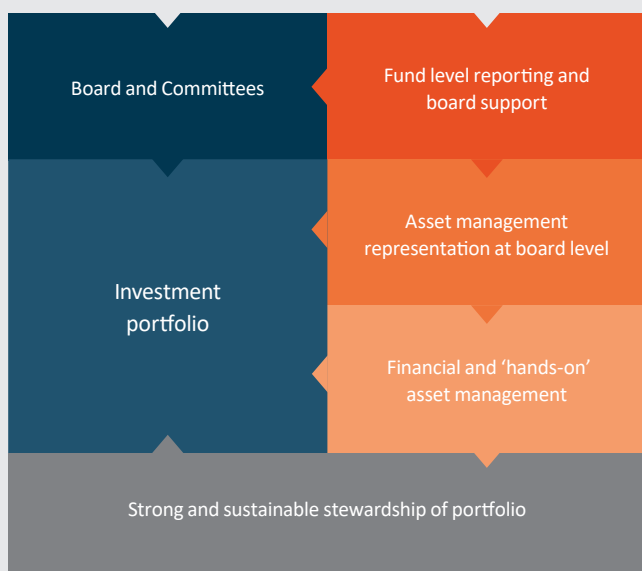 Board and Committees
Fund level reporting and
board support
Asset management
representation at board level
Investment
portfolio
Financial and ‘hands-on’
asset management
Strong and sustainable stewardship of portfolio